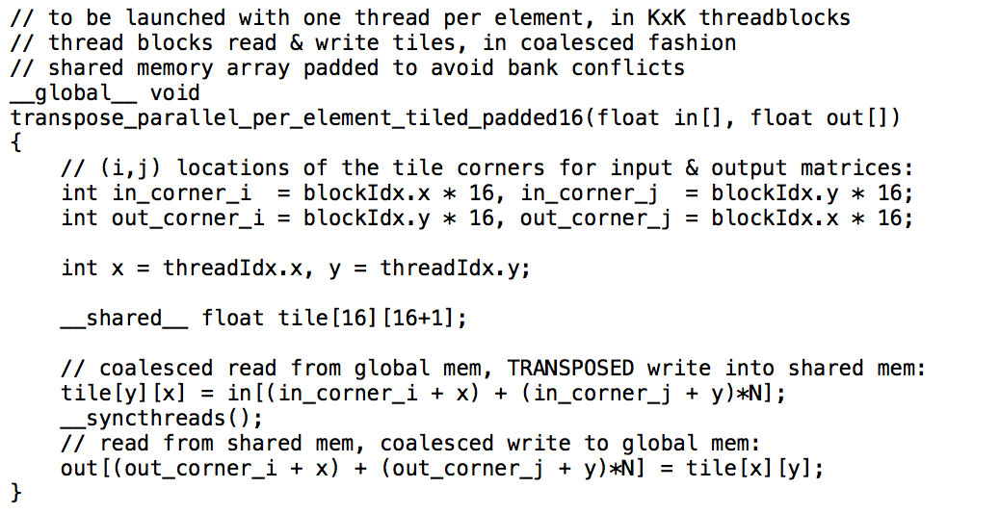 // to be launched with one thread per element, in KxK threadblocks
// thread blocks read & write tiles, in coalesced fashion
// shared memory array padded to avoid bank conflicts
__global__ void
transpose_parallel_per_element_tiled_padded16(float in[], float out[])
{
    // (i,j) locations of the tile corners for input & output matrices:
    int in_corner_i  = blockIdx.x * 16, in_corner_j  = blockIdx.y * 16;
    int out_corner_i = blockIdx.y * 16, out_corner_j = blockIdx.x * 16;

    int x = threadIdx.x, y = threadIdx.y;

    __shared__ float tile[16][16+1];

    // coalesced read from global mem, TRANSPOSED write into shared mem:
    tile[y][x] = in[(in_corner_i + x) + (in_corner_j + y)*N];
    __syncthreads();
    // read from shared mem, coalesced write to global mem:
    out[(out_corner_i + x) + (out_corner_j + y)*N] = tile[x][y];
}